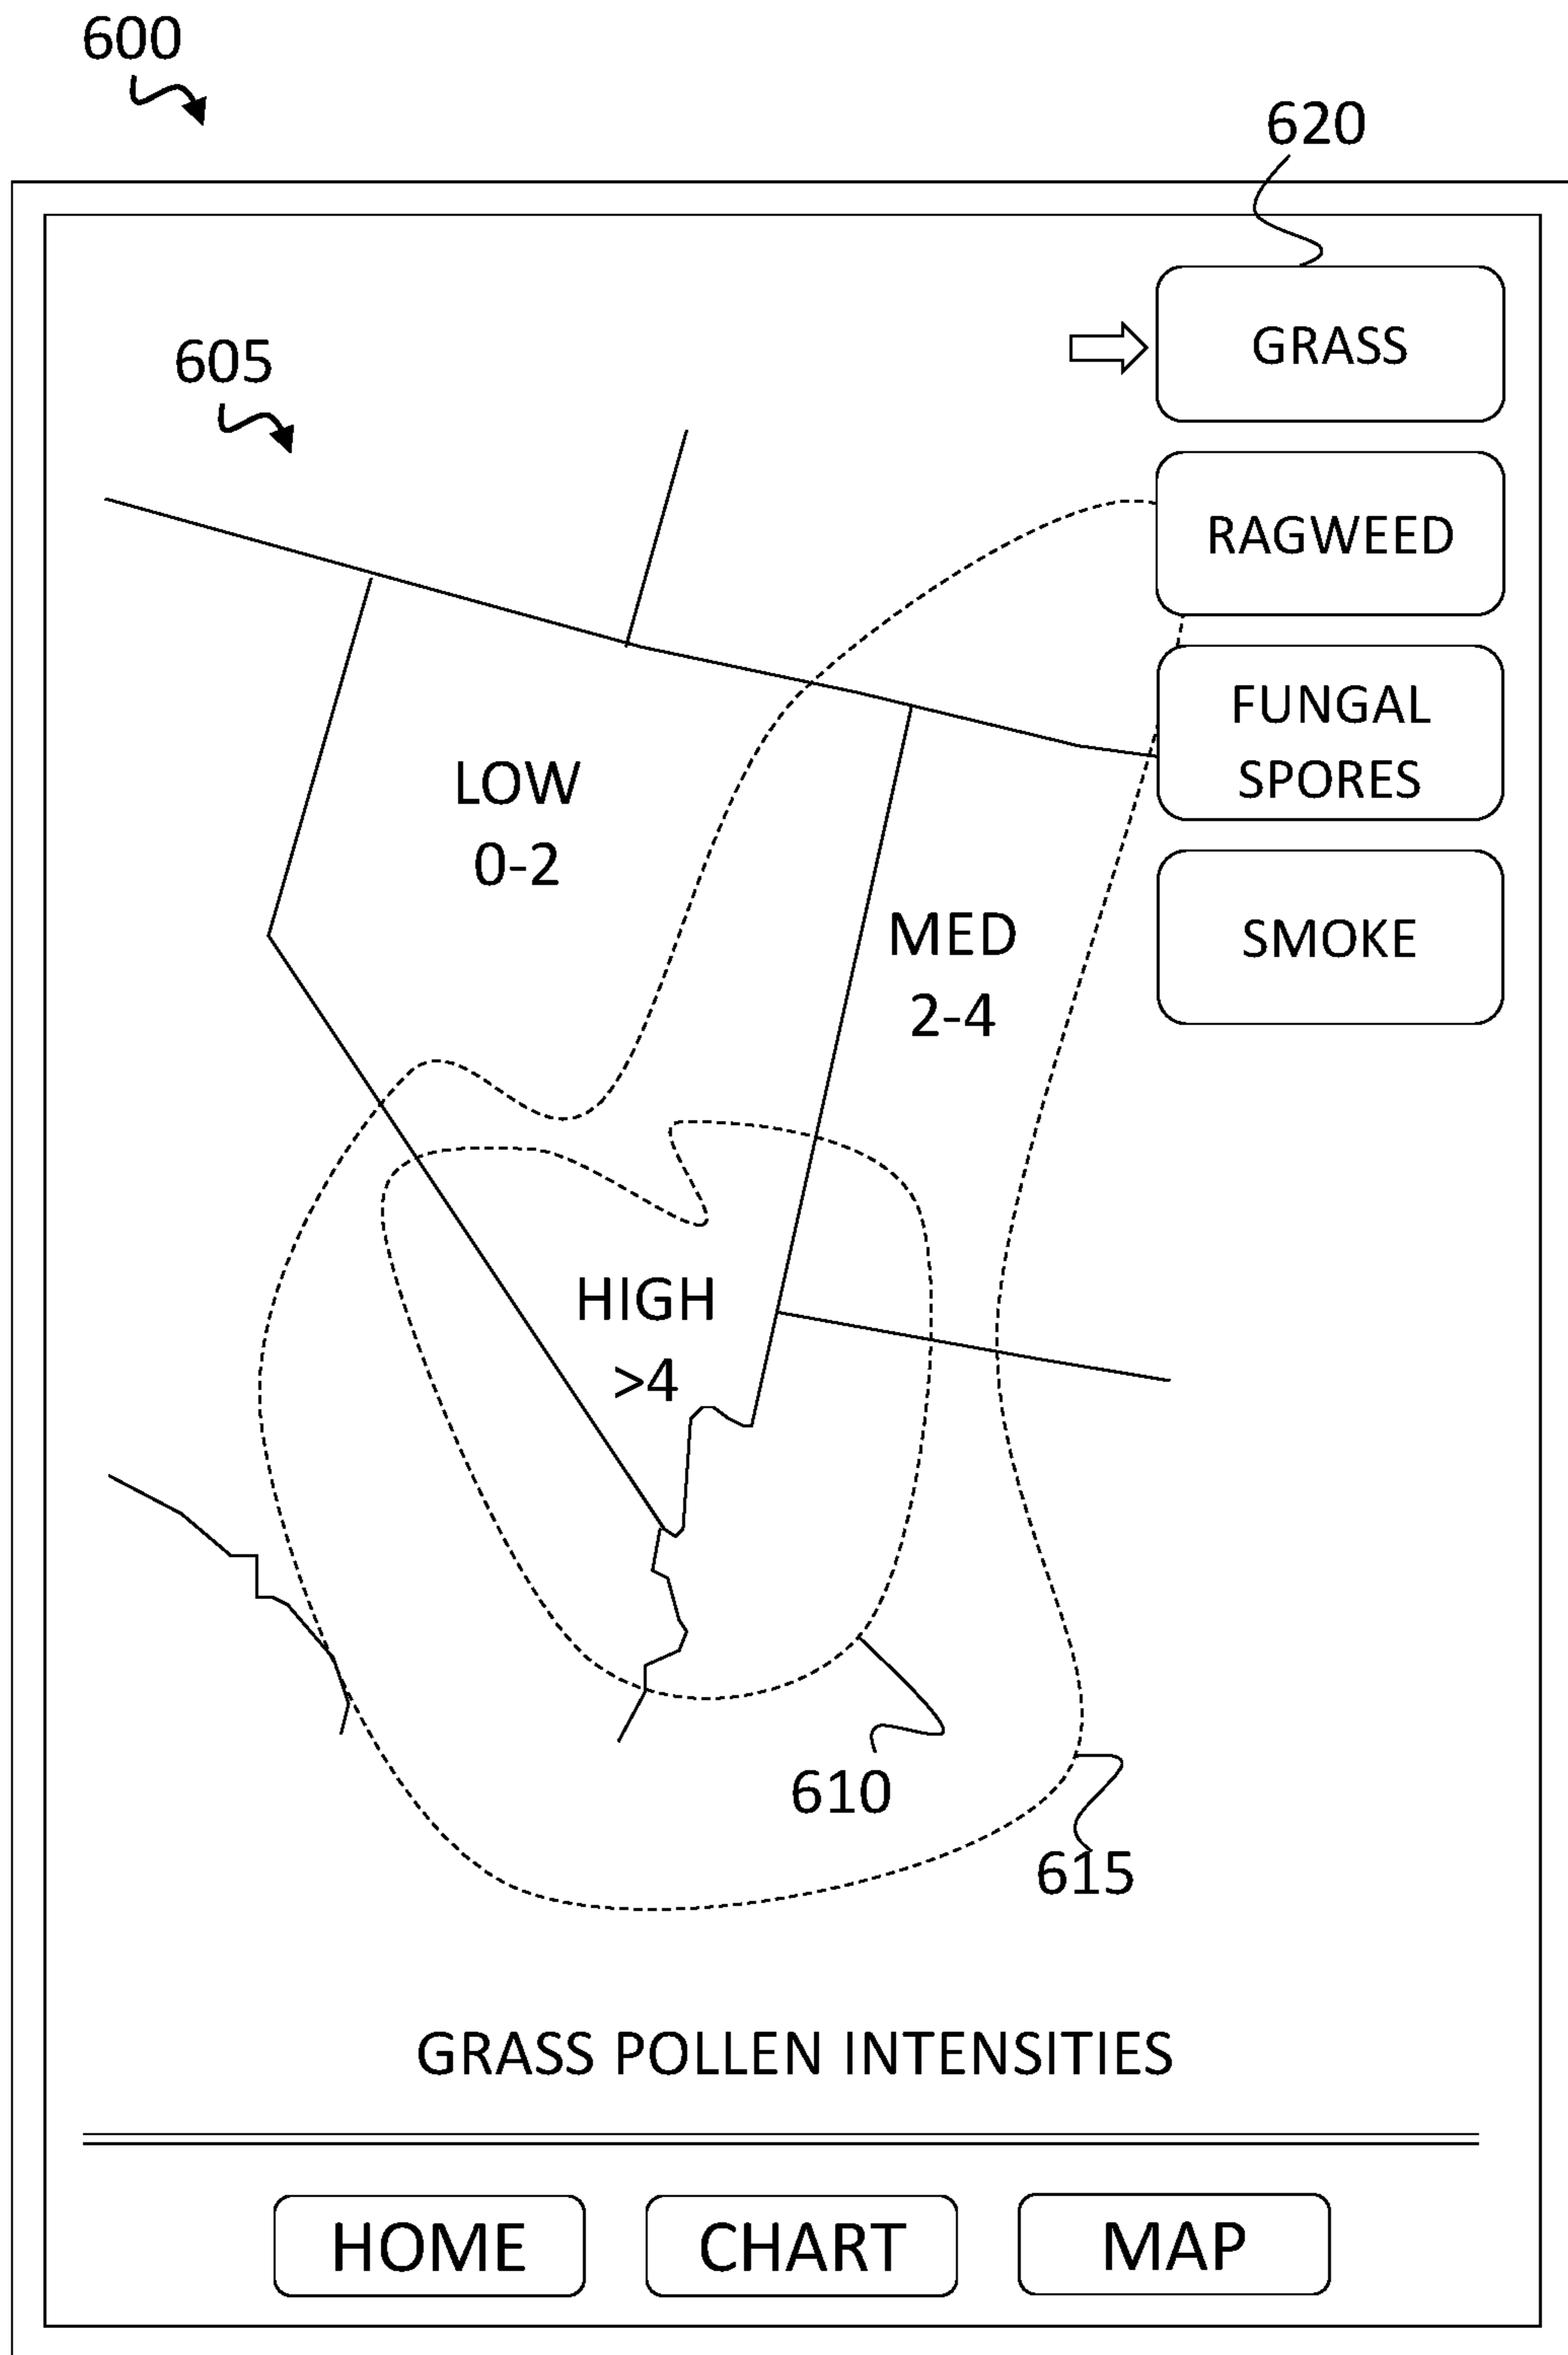 600
620
GRASS
605
RAGWEED
FUNGAL
SPORES
LOW
0-2
MED
2-4
SMOKE
HIGH
>4
610
615
GRASS POLLEN INTENSITIES
HOME
CHART
MAP